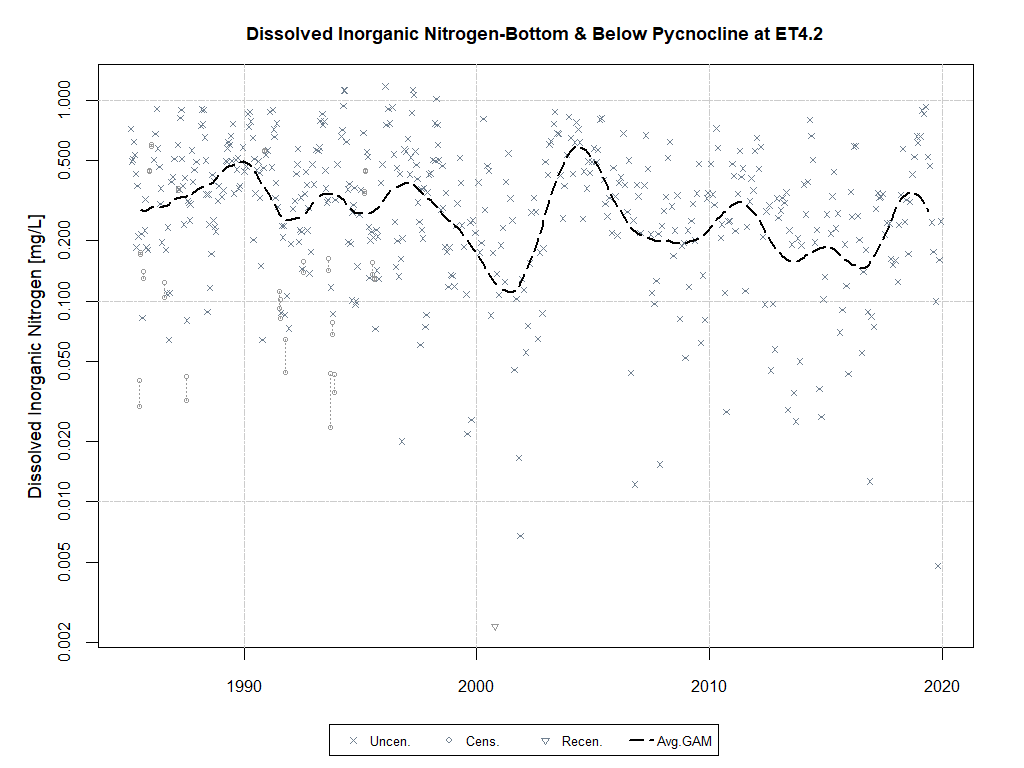 Dissolved Inorganic Nitrogen-Bottom & Below Pycnocline at ET4.2
Dissolved Inorganic Nitrogen [mg/L]
1.000
0.500
0.200
0.100
0.050
0.020
0.010
0.005
0.002
1990 2000 2010 2020
Uncen. Cens. Recen. Avg.GAM